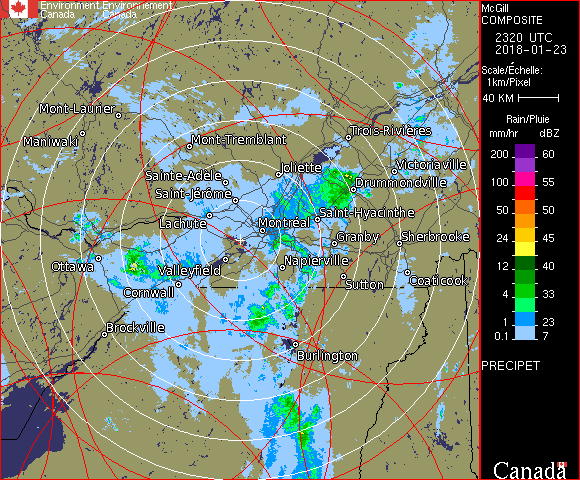 Environment Environnement
Canada Canada
McGill
COMPOSITE
2320 UTC
2018-01-23
Scale/Échelle:
1km/Pixel
40 KM
Rain/Pluie
mm/hr dBZ
200 60
100 55
50 50
24 45
12 40
4 33
1 23
0.1 7
PRECIPET
Canada
Mont-Laurier
Maniwaki
Mont-Tremblant
Trois-Rivières
Sainte-Adèle
Joliette
Victoriaville
Saint-Jérôme
Drummondville
Lachute
Montréal
Saint-Hyacinthe
Granby
Sherbrooke
Ottawa
Valleyfield
Napierville
Cornwall
Sutton
Coaticook
Brockville
Burlington